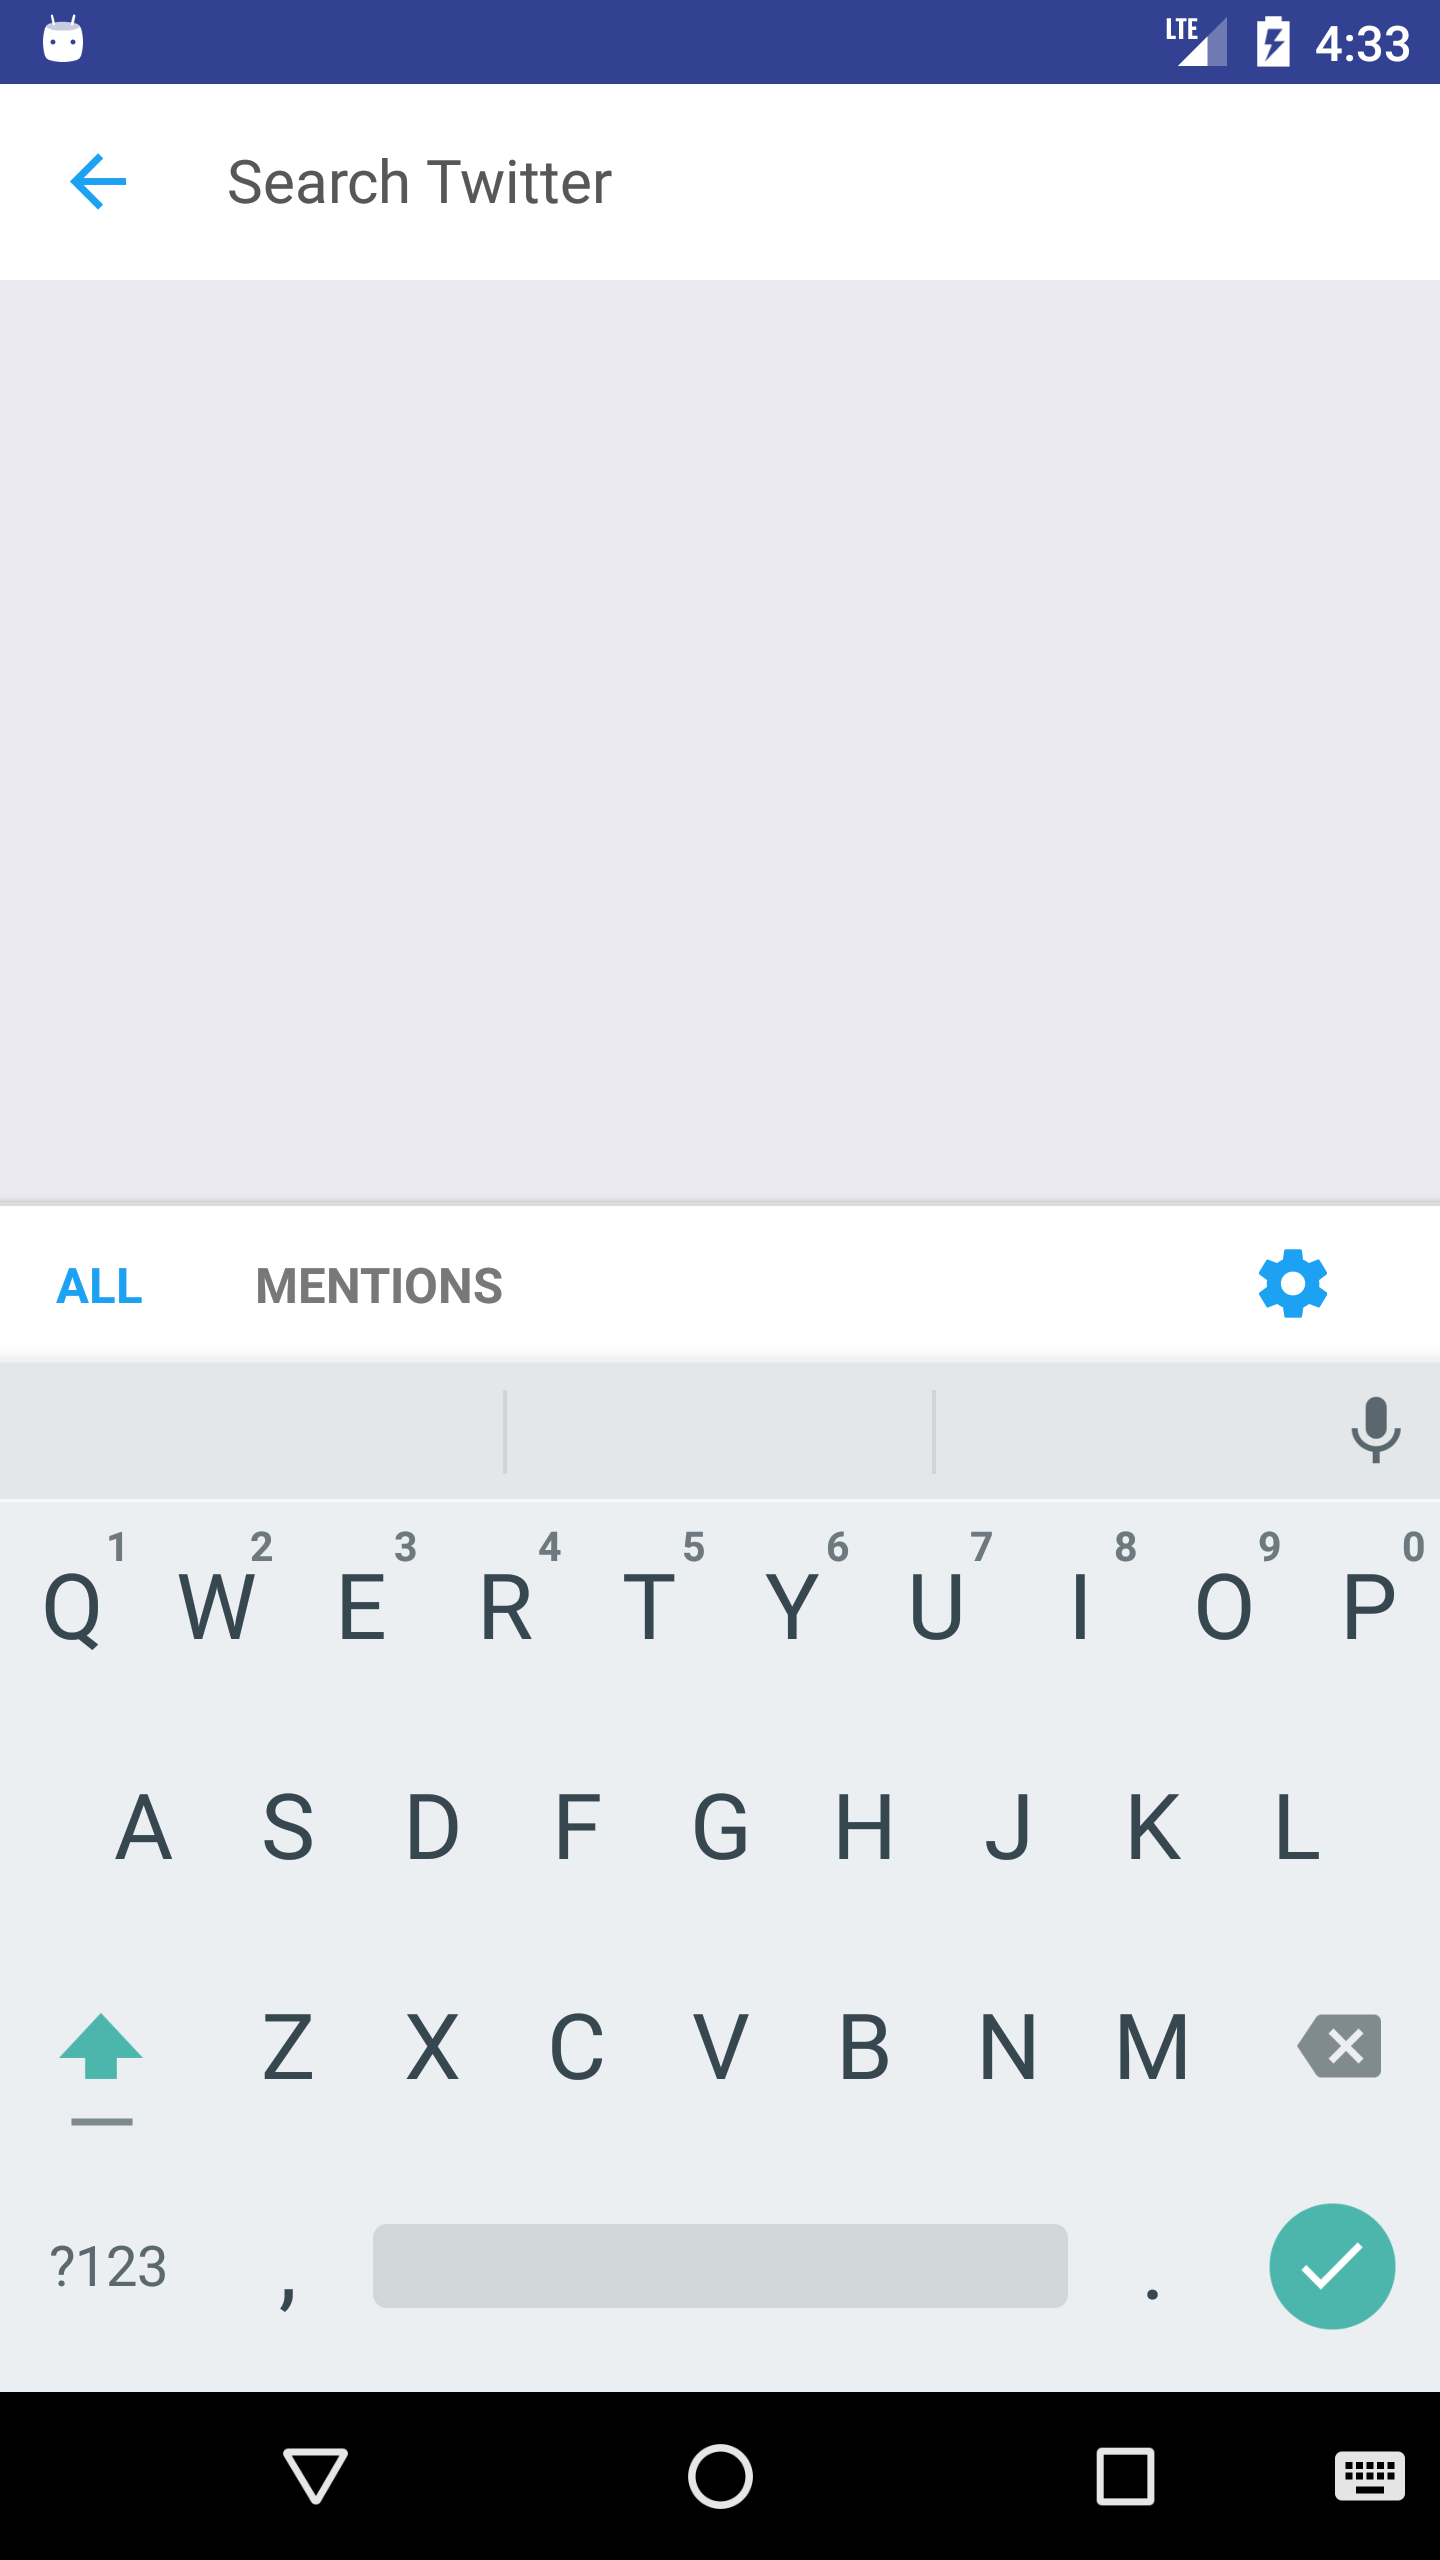 LTE 4:33
Search Twitter
ALL MENTIONS
1 2 3 4 5 6 7 8 9 0
Q W E R T Y U I O P
A S D F G H J K L
Z X C V B N M
?123 , .